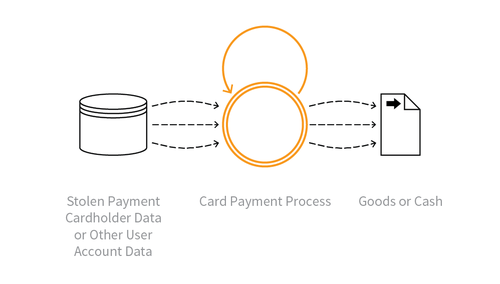 Stolen Payment
Cardholder Data
or Other User
Account Data
Card Payment Process
Goods or Cash